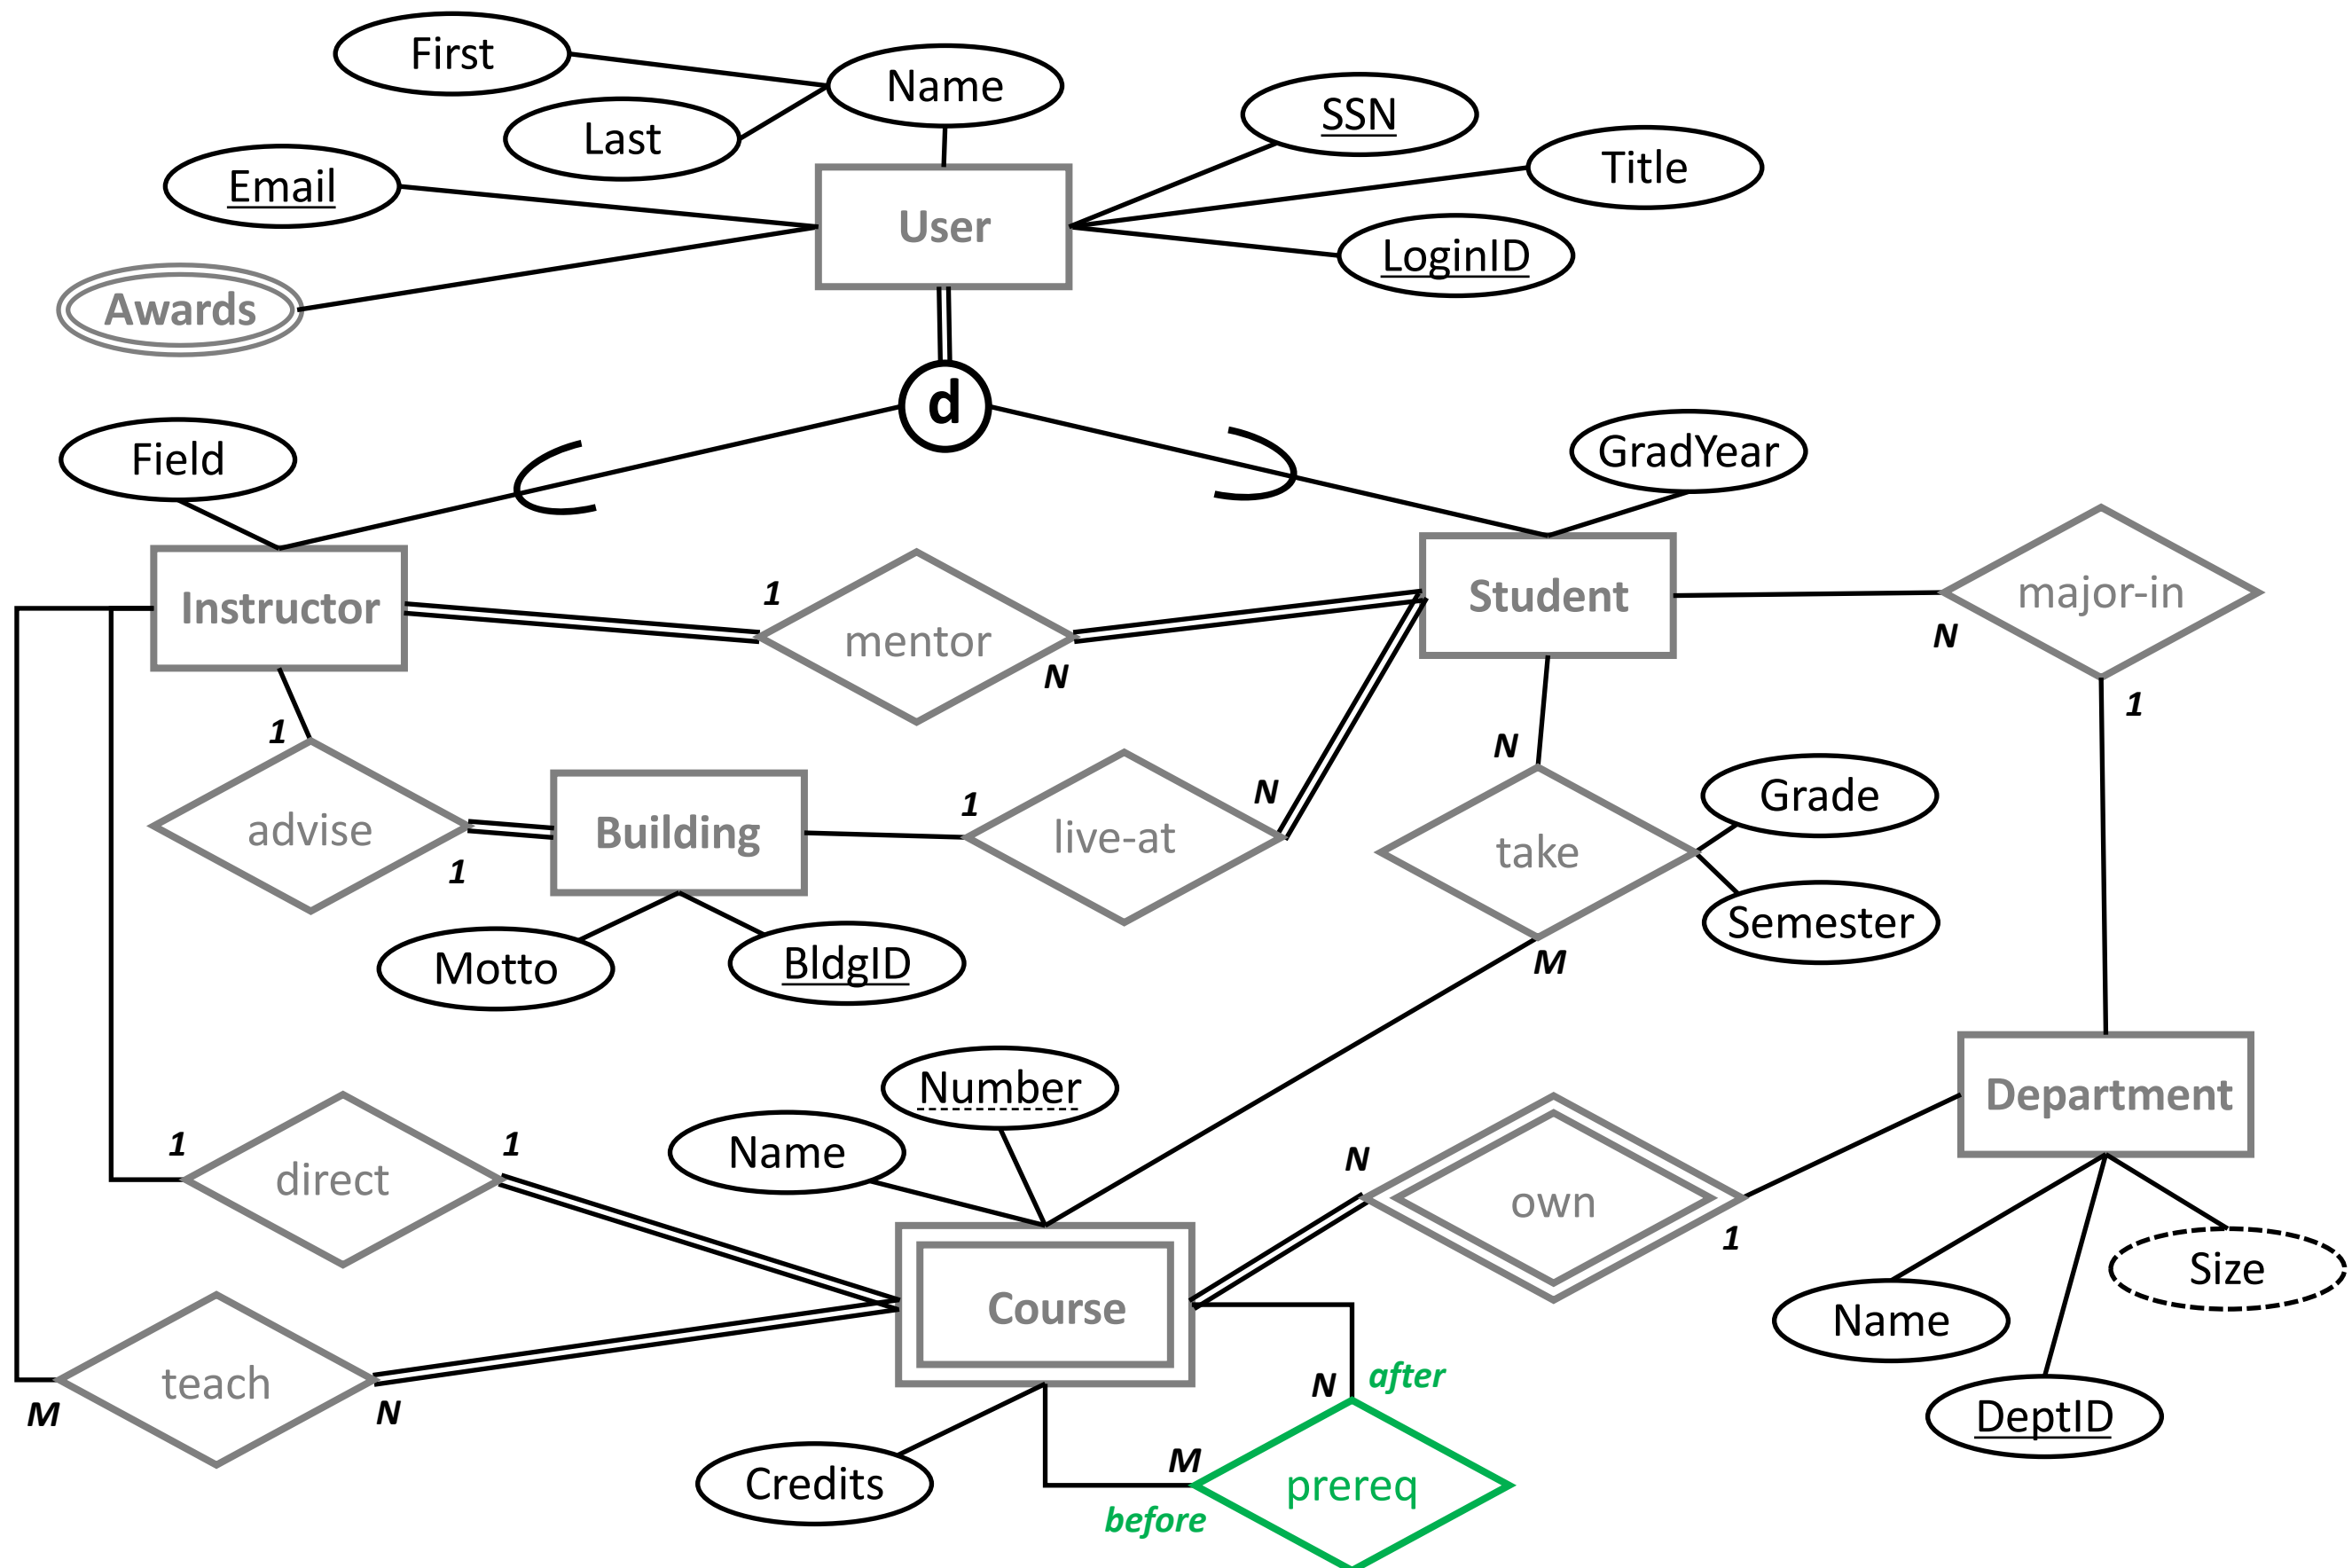 First
Name
SSN
Last
Title
Email
User
LoginID
Awards
d
Field
GradYear
Instructor
1
mentor
N
Student
major-in
N
1
1
advise
1
Building
1
live-at
N
N
take
M
Grade
Semester
Motto
BldgID
Number
Name
Department
1
direct
1
N
own
1
Size
Name
DeptID
Course
teach
M
N
Credits
N
after
M
before
prereq